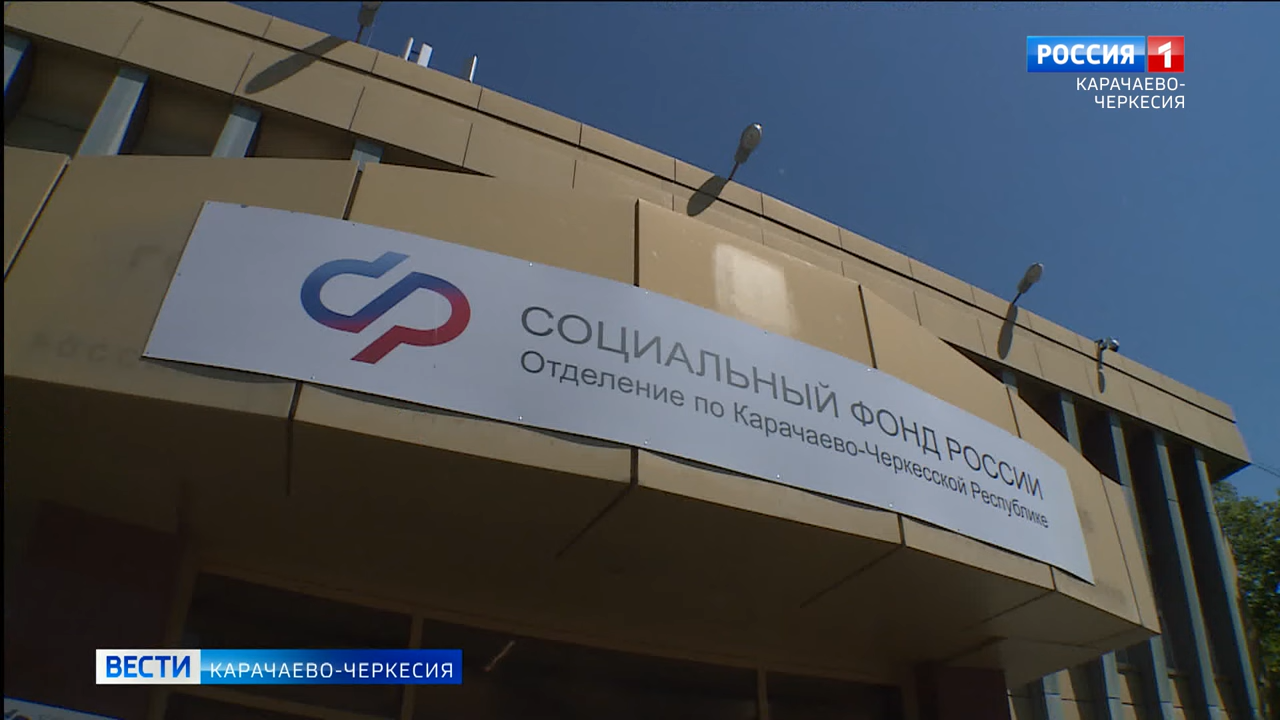 РОССИЯ 1
КАРАЧАЕВО-
ЧЕРКЕСИЯ
СОЦИАЛЬНЫЙ ФОНД РОССИИ
Отделение по Карачаево-Черкесской Республике
ВЕСТИ КАРАЧАЕВО-ЧЕРКЕСИЯ